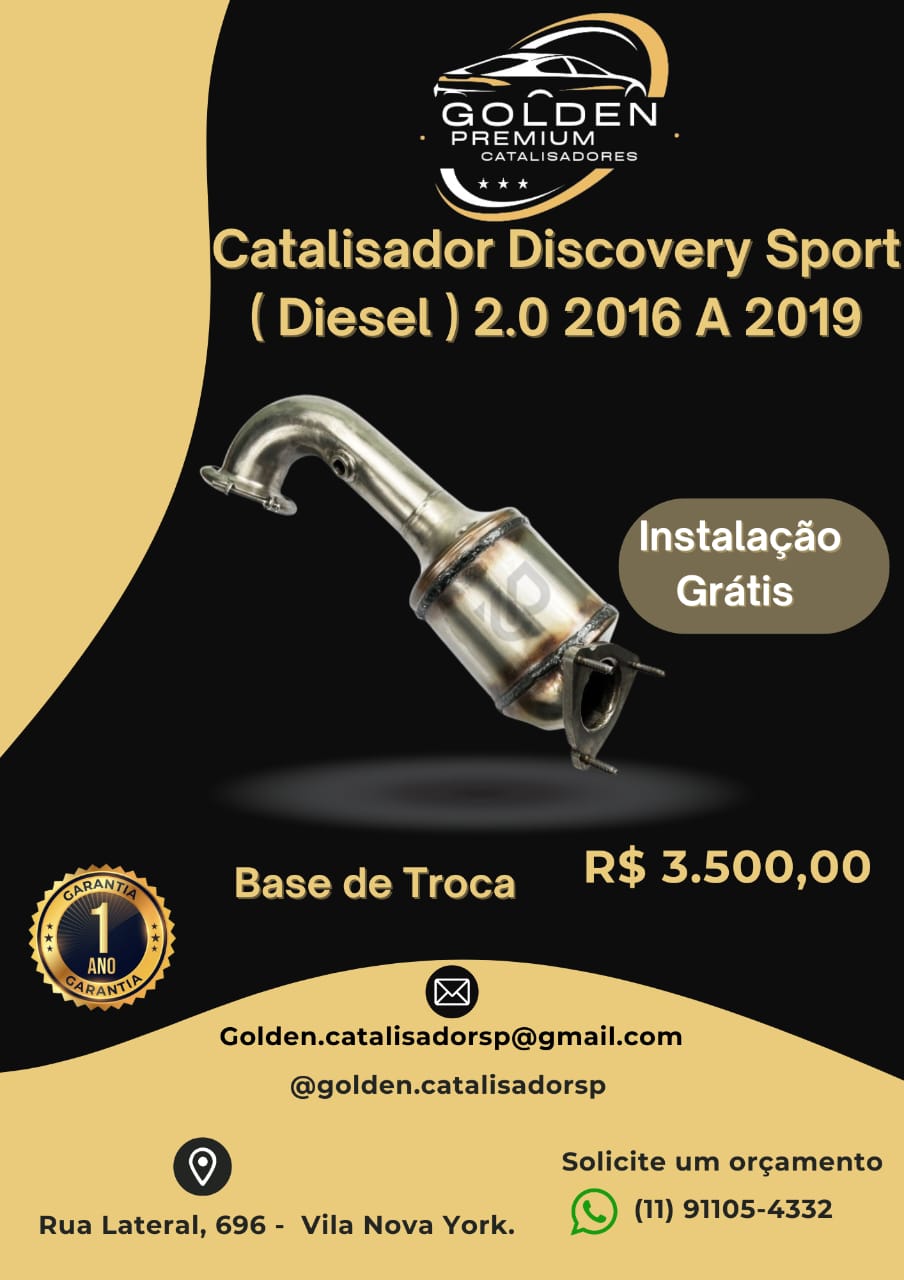 GOLDEN
PREMIUM
CATALISADORES
Catalisador Discovery Sport
( Diesel ) 2.0 2016 A 2019
Instalação
Grátis
R$ 3.500,00
Base de Troca
GARANTIA
1
ANO
GARANTIA
Golden.catalisadorsp@gmail.com
@golden.catalisadorsp
Solicite um orçamento
(11) 91105-4332
Rua Lateral, 696 - Vila Nova York.